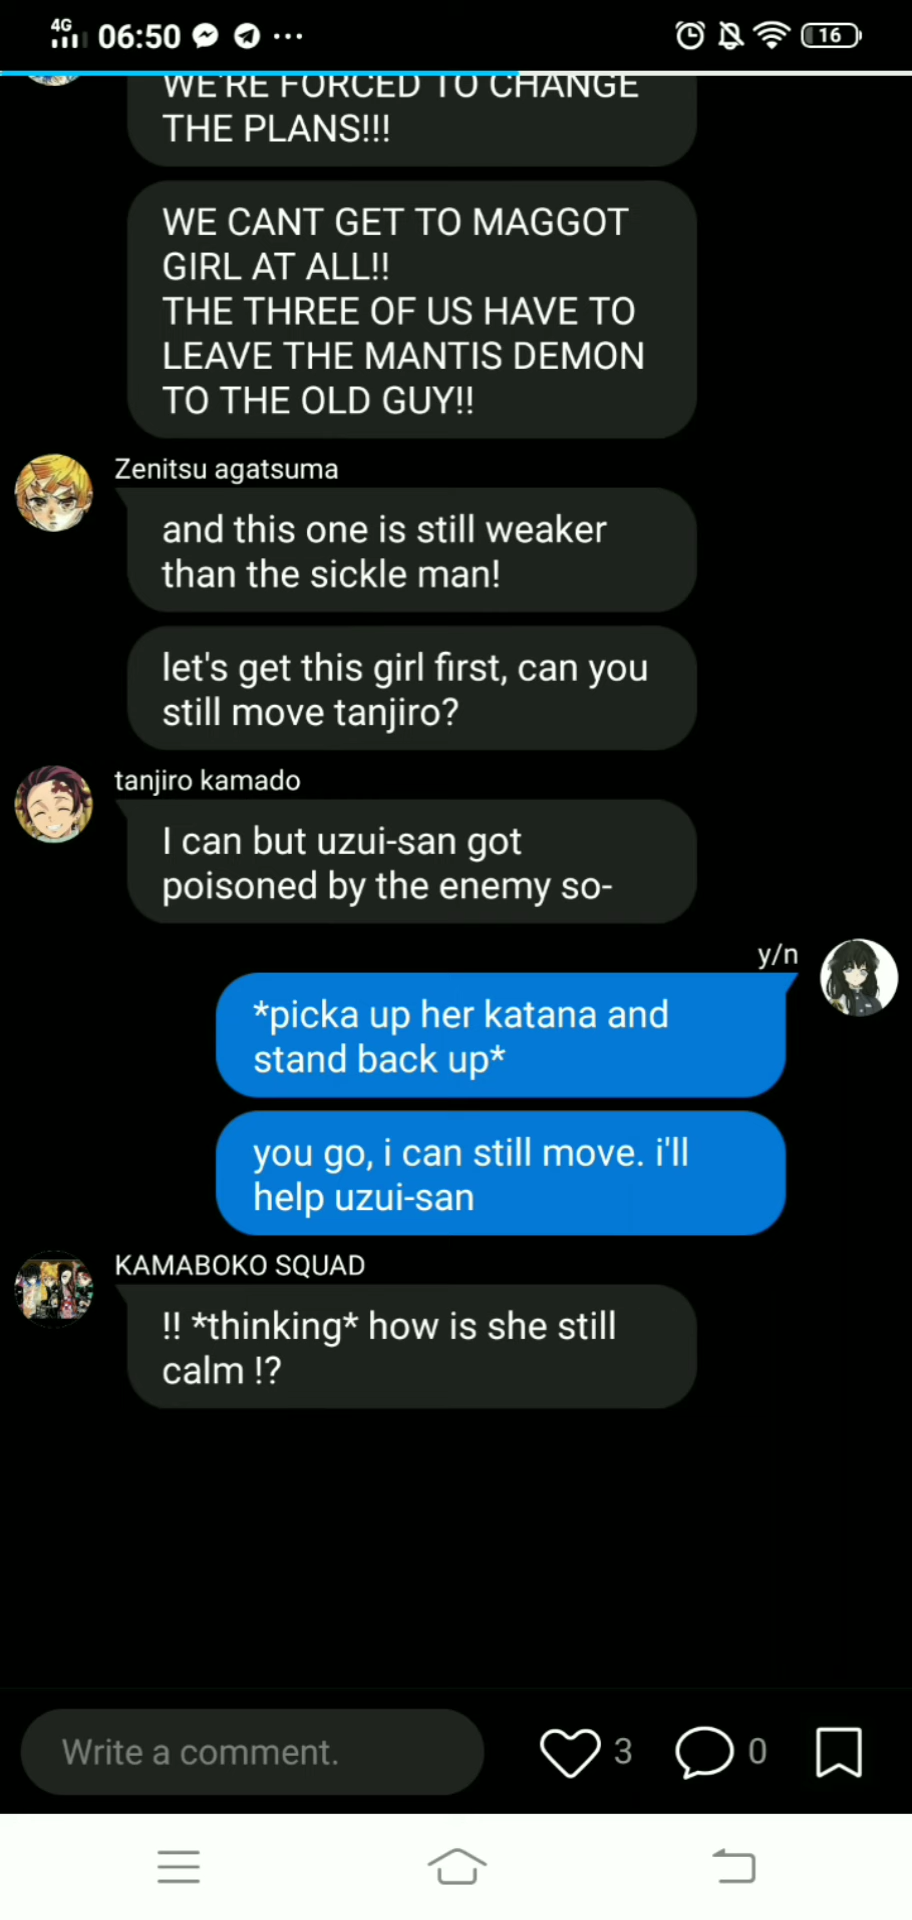 4G 06:50 16
WE'RE FORCED TO CHANGE
THE PLANS!!!
WE CANT GET TO MAGGOT
GIRL AT ALL!!
THE THREE OF US HAVE TO
LEAVE THE MANTIS DEMON
TO THE OLD GUY!!
Zenitsu agatsuma
and this one is still weaker
than the sickle man!
let's get this girl first, can you
still move tanjiro?
tanjiro kamado
I can but uzui-san got
poisoned by the enemy so-
y/n
*picka up her katana and
stand back up*
you go, i can still move. i'll
help uzui-san
KAMABOKO SQUAD
!! *thinking* how is she still
calm !?
Write a comment. 3 0